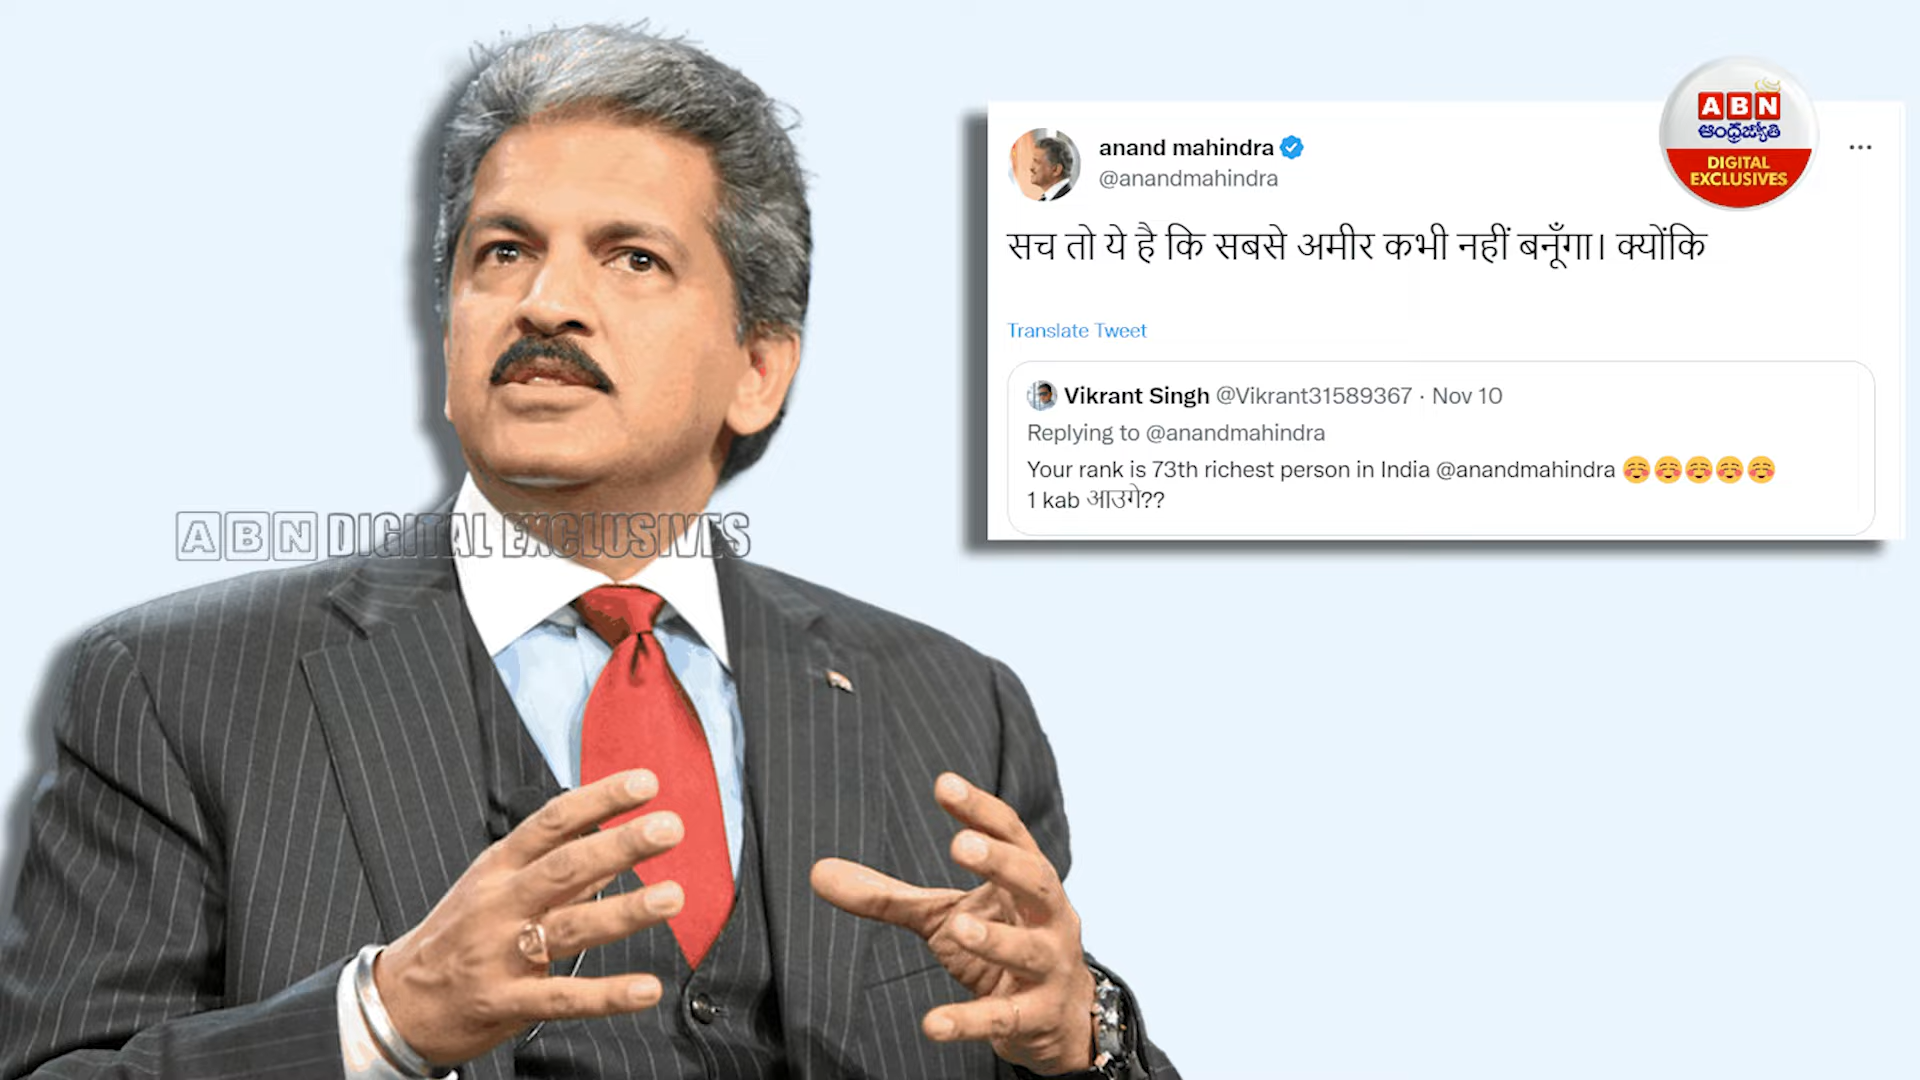 ABN
ఆంధ్రజ్యోతి
DIGITAL
EXCLUSIVES
anand mahindra
@anandmahindra
सच तो ये है कि सबसे अमीर कभी नहीं बनूँगा। क्योंकि
Translate Tweet
Vikrant Singh @Vikrant31589367 · Nov 10
Replying to @anandmahindra
Your rank is 73th richest person in India @anandmahindra ☺️☺️☺️☺️☺️
1 kab आउगे??
ABN DIGITAL EXCLUSIVES